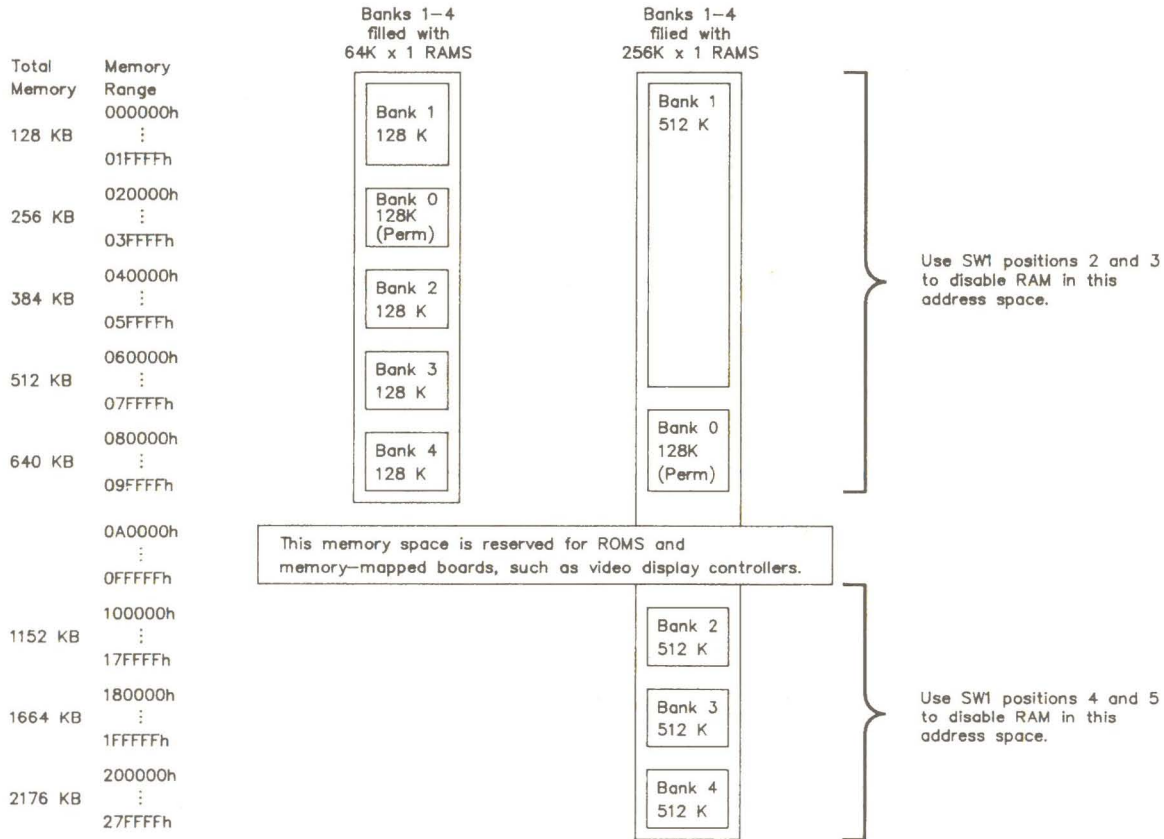 Banks 1-4
filled with
64K x 1 RAMS
Banks 1-4
filled with
256K x 1 RAMS
Total
Memory
Memory
Range
128 KB
000000h
⋮
01FFFFh
256 KB
020000h
⋮
03FFFFh
384 KB
040000h
⋮
05FFFFh
512 KB
060000h
⋮
07FFFFh
640 KB
080000h
⋮
09FFFFh
0A0000h
⋮
0FFFFFh
1152 KB
100000h
⋮
17FFFFh
1664 KB
180000h
⋮
1FFFFFh
2176 KB
200000h
⋮
27FFFFh
Bank 1
128 K
Bank 0
128K
(Perm)
Bank 2
128 K
Bank 3
128 K
Bank 4
128 K
Bank 1
512 K
Bank 0
128K
(Perm)
This memory space is reserved for ROMS and
memory-mapped boards, such as video display controllers.
Bank 2
512 K
Bank 3
512 K
Bank 4
512 K
Use SW1 positions 2 and 3
to disable RAM in this
address space.
Use SW1 positions 4 and 5
to disable RAM in this
address space.